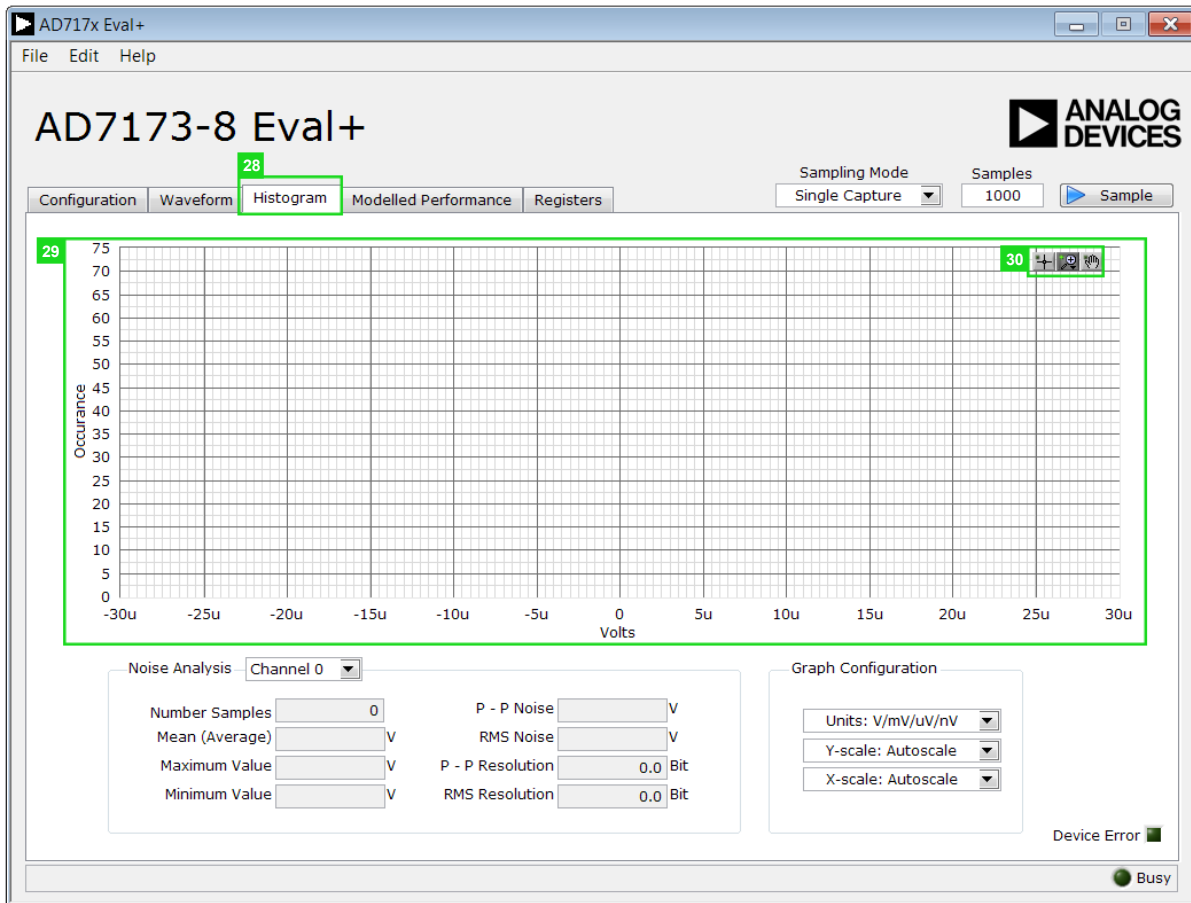 AD717x Eval+
File Edit Help
AD7173-8 Eval+
ANALOG
DEVICES
28
Sampling Mode Samples
Configuration Waveform Histogram Modelled Performance Registers Single Capture 1000 Sample
29
30
75
70
65
60
55
50
45
40
35
30
25
20
15
10
5
0
Occurance
-30u -25u -20u -15u -10u -5u 0 5u 10u 15u 20u 25u 30u
Volts
Noise Analysis Channel 0
Number Samples 0
Mean (Average) V
Maximum Value V
Minimum Value V
P - P Noise V
RMS Noise V
P - P Resolution 0.0 Bit
RMS Resolution 0.0 Bit
Graph Configuration
Units: V/mV/uV/nV
Y-scale: Autoscale
X-scale: Autoscale
Device Error
Busy